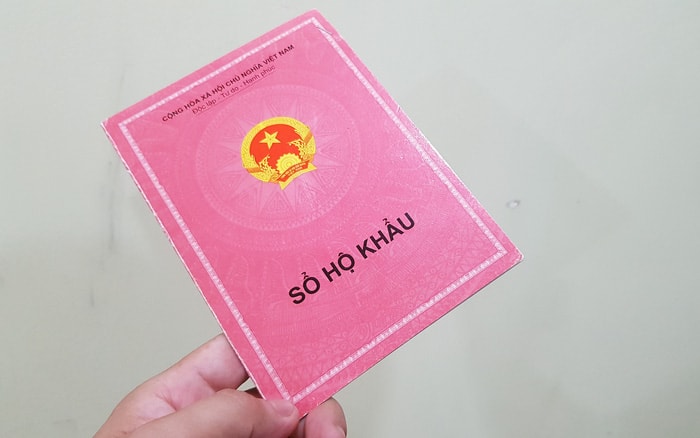 CỘNG HÒA XÃ HỘI CHỦ NGHĨA VIỆT NAM
Độc lập - Tự do - Hạnh phúc
SỔ HỘ KHẨU